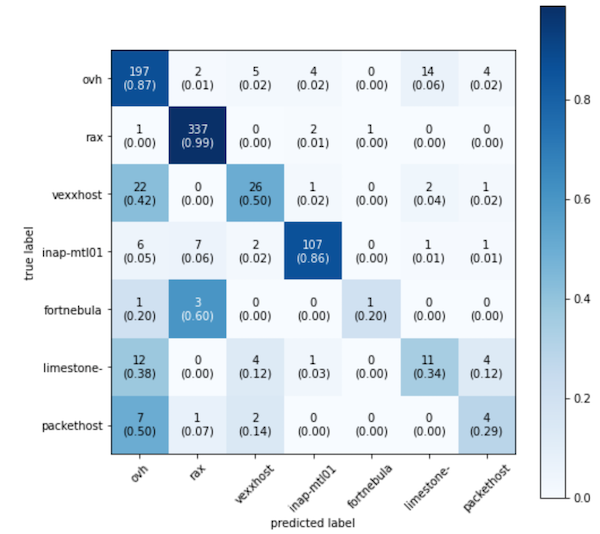 ovh 197 2 5 4 0 14 4
(0.87) (0.01) (0.02) (0.02) (0.00) (0.06) (0.02)
rax 1 337 0 2 1 0 0
(0.00) (0.99) (0.00) (0.01) (0.00) (0.00) (0.00)
vexxhost 22 0 26 1 0 2 1
(0.42) (0.00) (0.50) (0.02) (0.00) (0.04) (0.02)
inap-mtl01 6 7 2 107 0 1 1
(0.05) (0.06) (0.02) (0.86) (0.00) (0.01) (0.01)
fortnebula 1 3 0 0 1 0 0
(0.20) (0.60) (0.00) (0.00) (0.20) (0.00) (0.00)
limestone- 12 0 4 1 0 11 4
(0.38) (0.00) (0.12) (0.03) (0.00) (0.34) (0.12)
packethost 7 1 2 0 0 0 4
(0.50) (0.07) (0.14) (0.00) (0.00) (0.00) (0.29)
true label
ovh rax vexxhost inap-mtl01 fortnebula limestone- packethost
predicted label
0.8
0.6
0.4
0.2
0.0